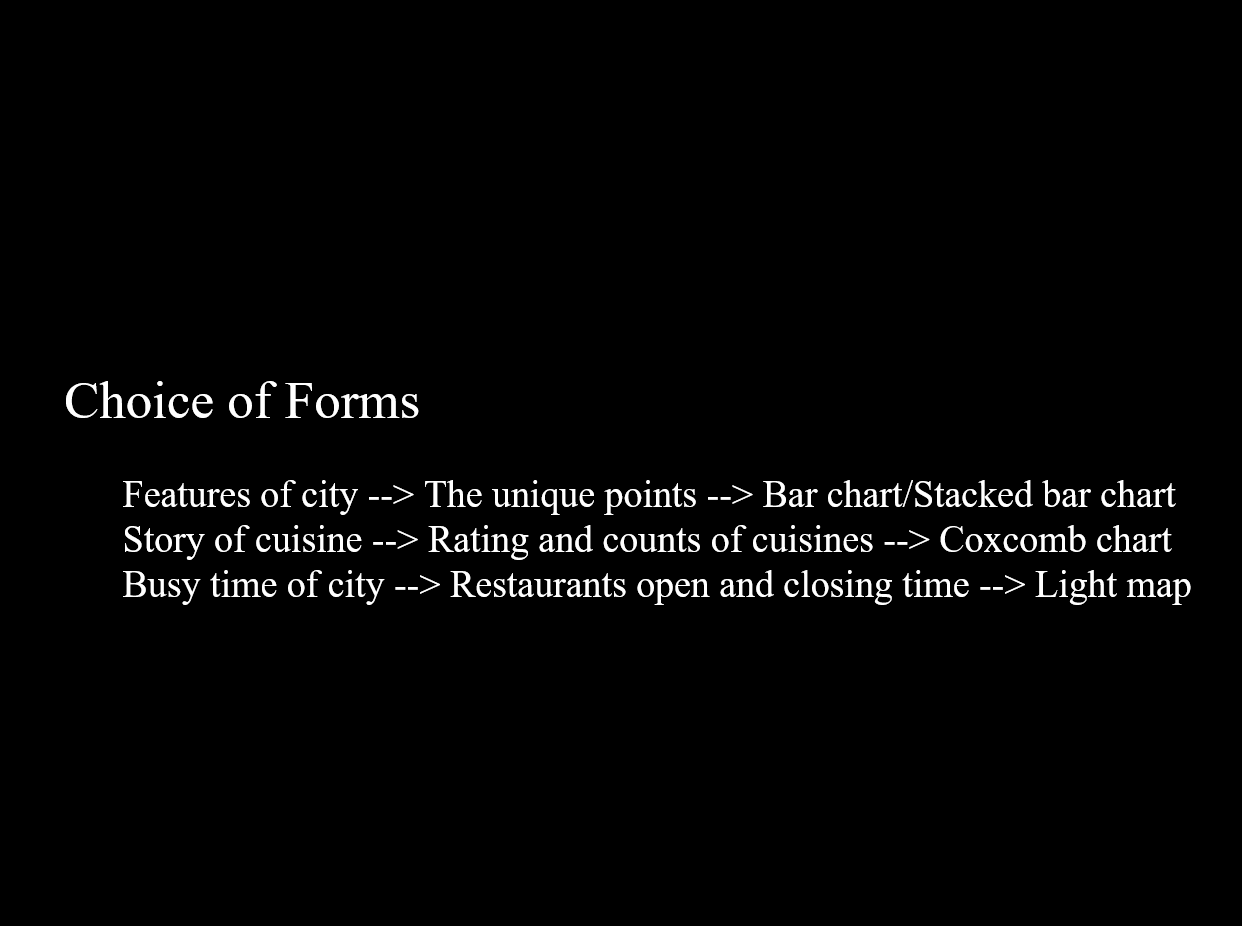 Choice of Forms
Features of city --> The unique points --> Bar chart/Stacked bar chart
Story of cuisine --> Rating and counts of cuisines --> Coxcomb chart
Busy time of city --> Restaurants open and closing time --> Light map